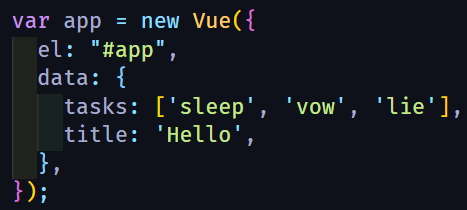 var app = new Vue({
  el: "#app",
  data: {
    tasks: ['sleep', 'vow', 'lie'],
    title: 'Hello',
  },
});